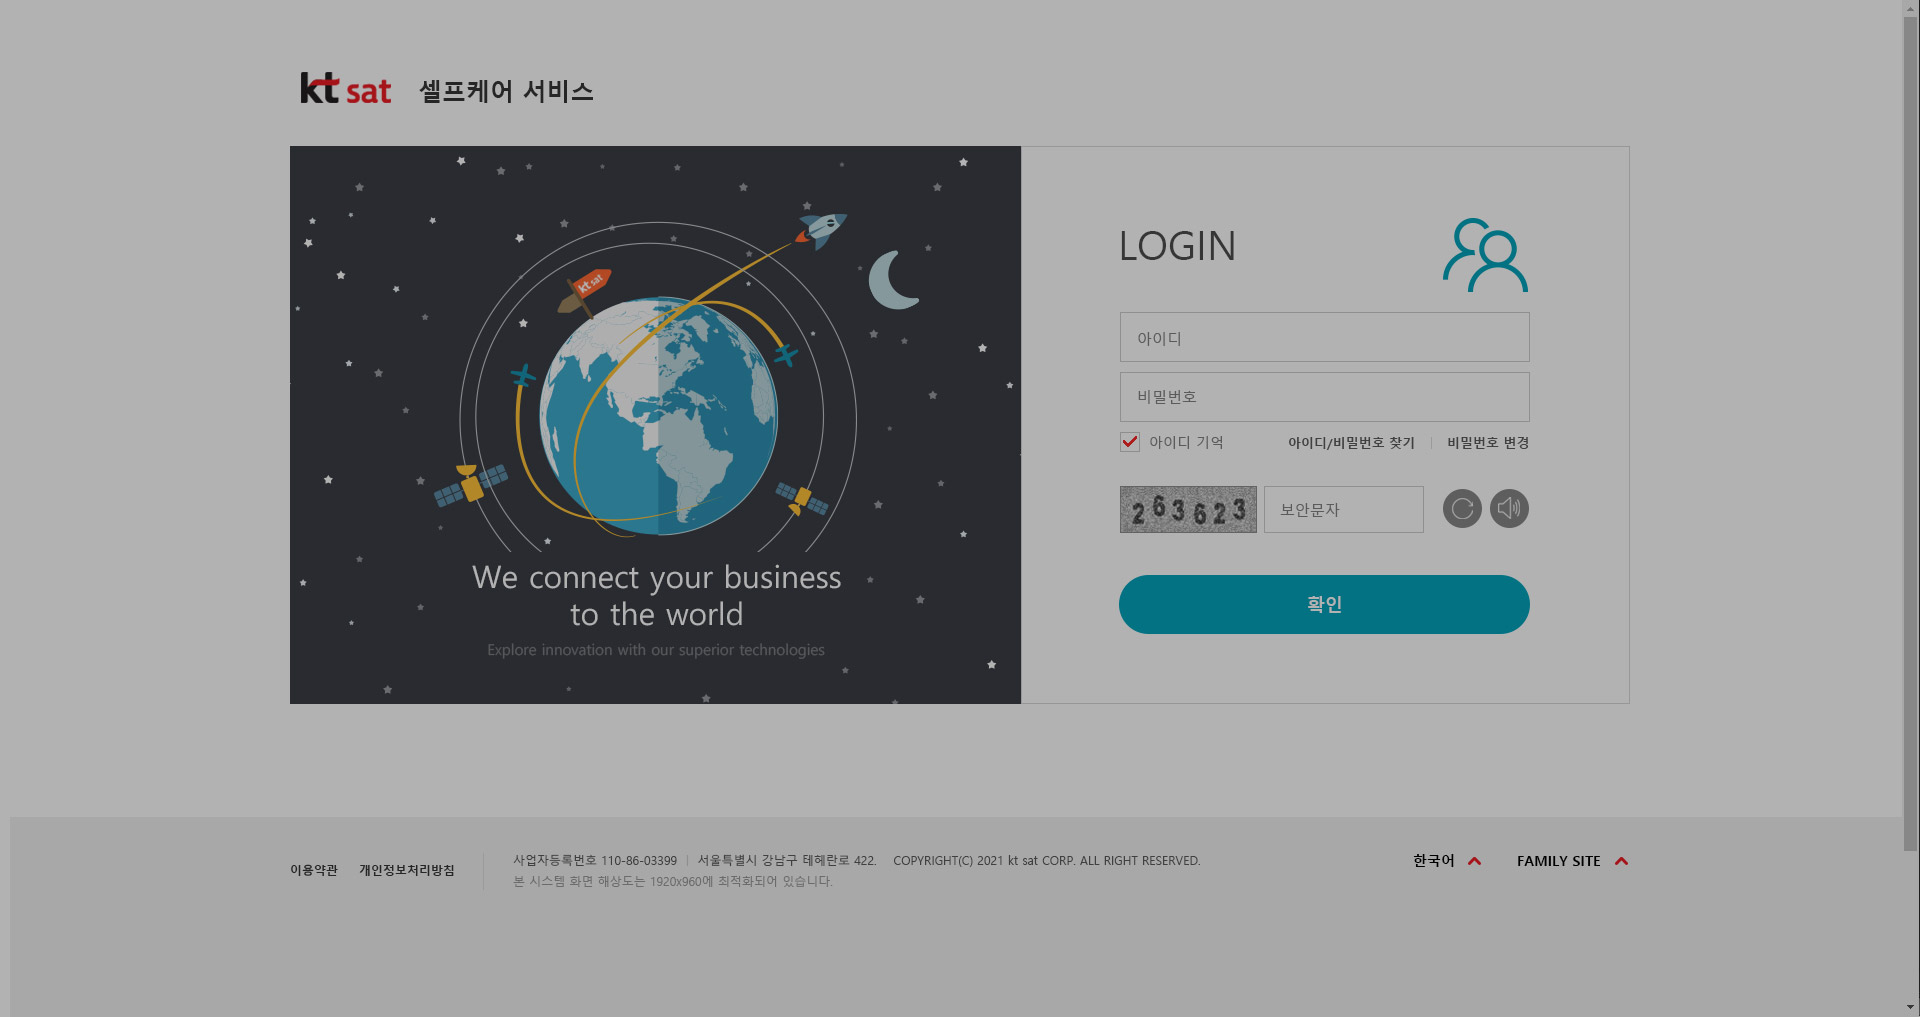 kt sat 셀프케어 서비스
kt sat
We connect your business
to the world
Explore innovation with our superior technologies
LOGIN
아이디
비밀번호
아이디 기억 아이디/비밀번호 찾기 비밀번호 변경
263623 보안문자
확인
이용약관 개인정보처리방침
사업자등록번호 110-86-03399 | 서울특별시 강남구 테헤란로 422. COPYRIGHT(C) 2021 kt sat CORP. ALL RIGHT RESERVED.
본 시스템 화면 해상도는 1920x960에 최적화되어 있습니다.
한국어 FAMILY SITE